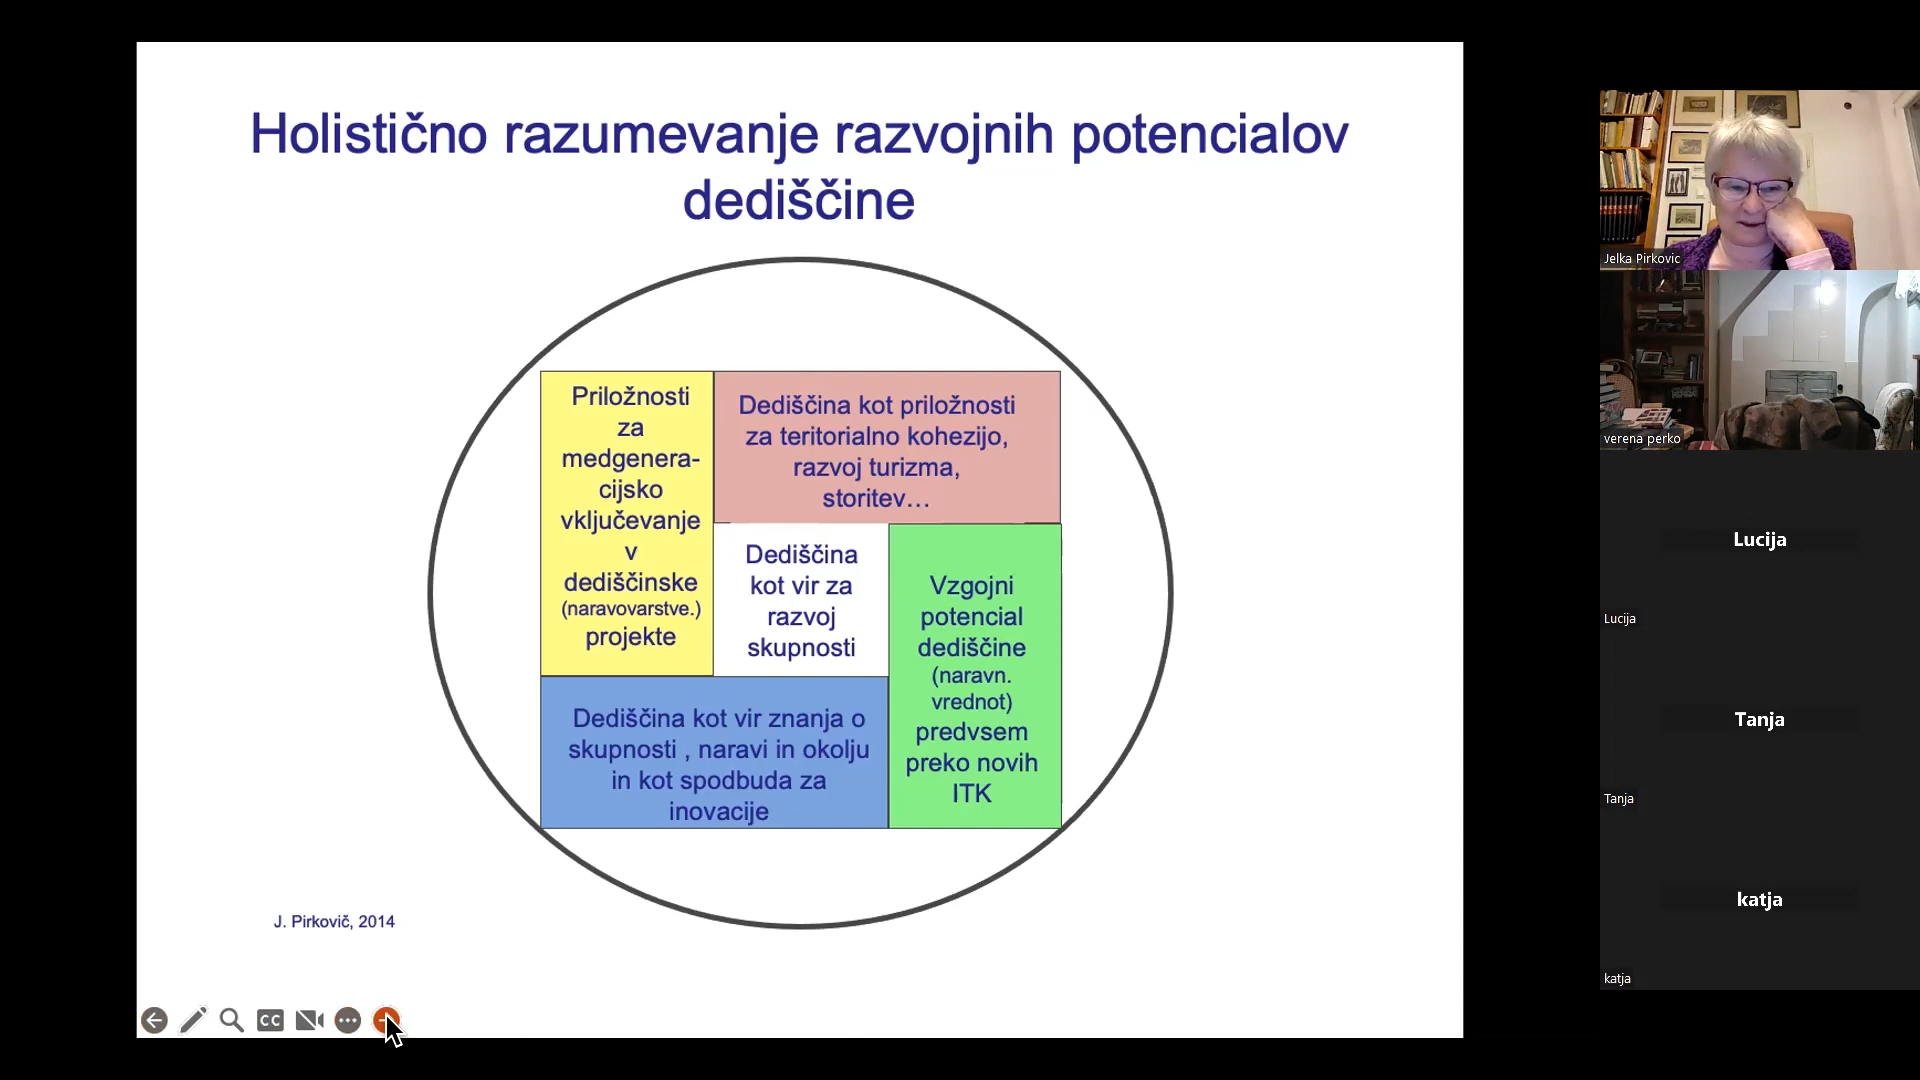 Holistično razumevanje razvojnih potencialov
dediščine
Priložnosti
za
medgenera-
cijsko
vključevanje
v
dediščinske
(naravovarstve.)
projekte
Dediščina kot priložnosti
za teritorialno kohezijo,
razvoj turizma,
storitev…
Dediščina
kot vir za
razvoj
skupnosti
Vzgojni
potencial
dediščine
(naravn.
vrednot)
predvsem
preko novih
ITK
Dediščina kot vir znanja o
skupnosti , naravi in okolju
in kot spodbuda za
inovacije
J. Pirkovič, 2014
CC
Jelka Pirkovic
verena perko
Lucija
Lucija
Tanja
Tanja
katja
katja